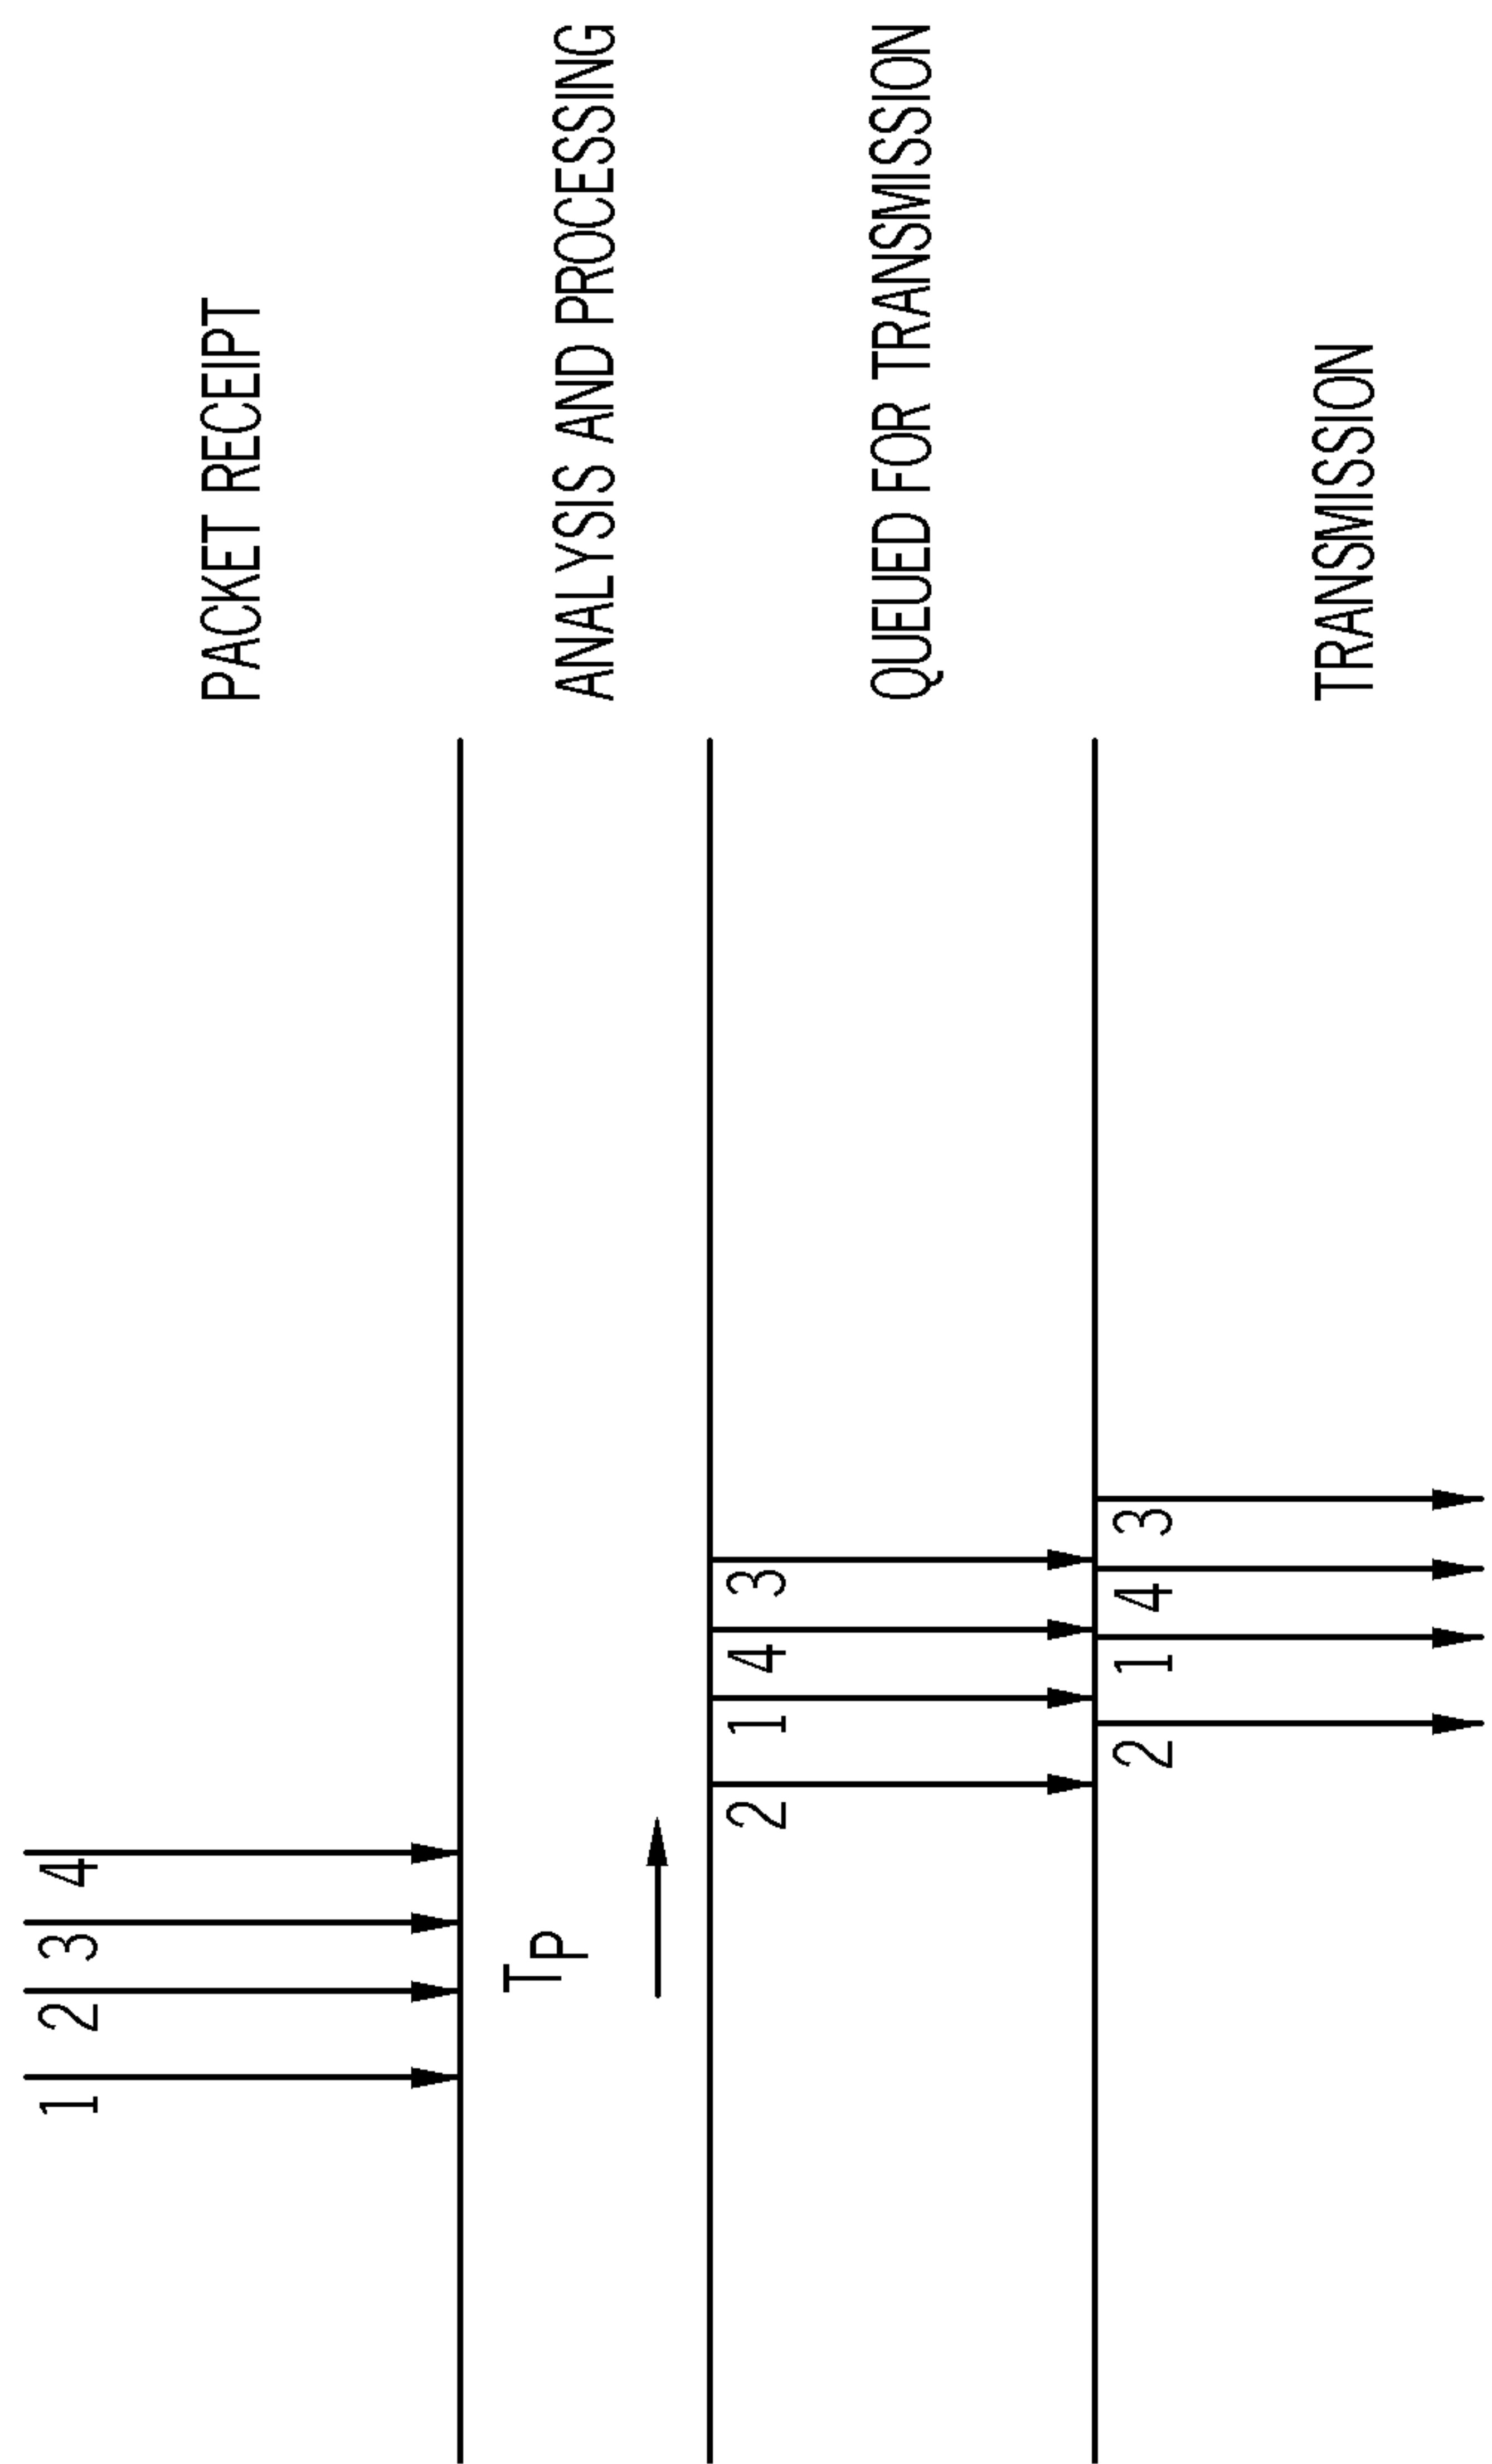 1 2 3 4
PACKET RECEIPT
TP
ANALYSIS AND PROCESSING
2 1 4 3
QUEUED FOR TRANSMISSION
2 1 4 3
TRANSMISSION